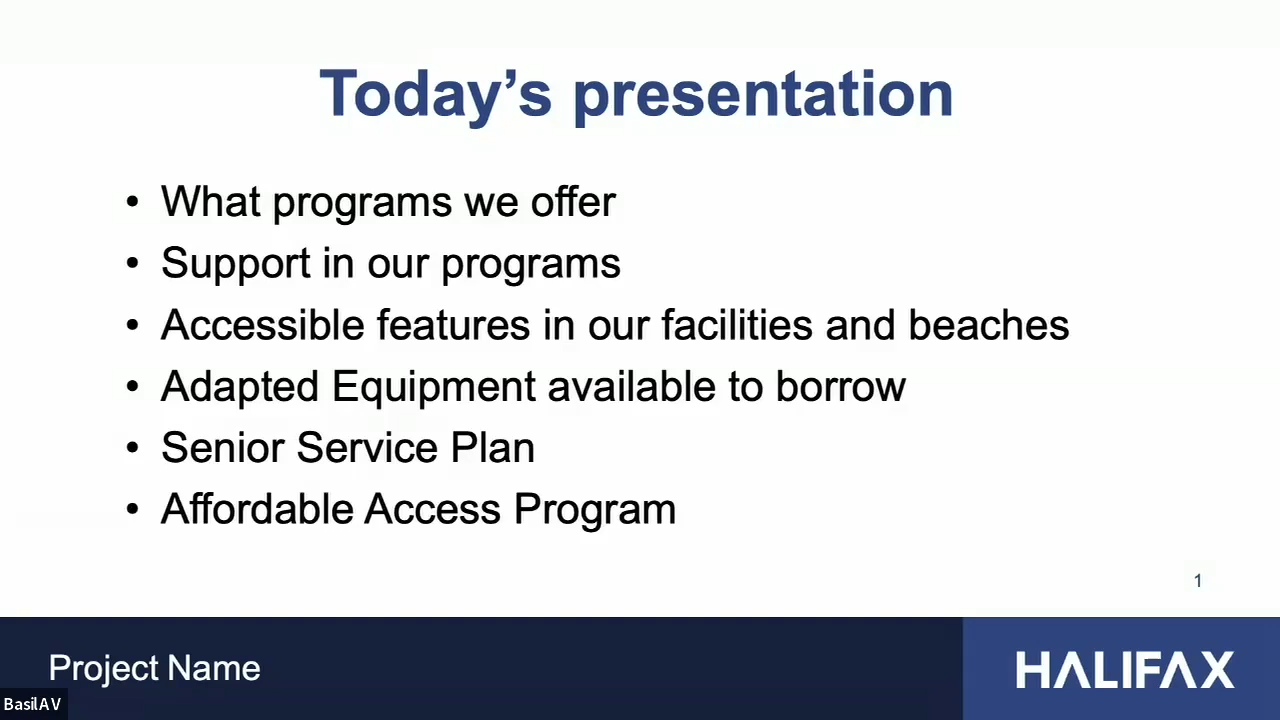 Today's presentation
• What programs we offer
• Support in our programs
• Accessible features in our facilities and beaches
• Adapted Equipment available to borrow
• Senior Service Plan
• Affordable Access Program
1
Project Name
HALIFAX
BasilAV